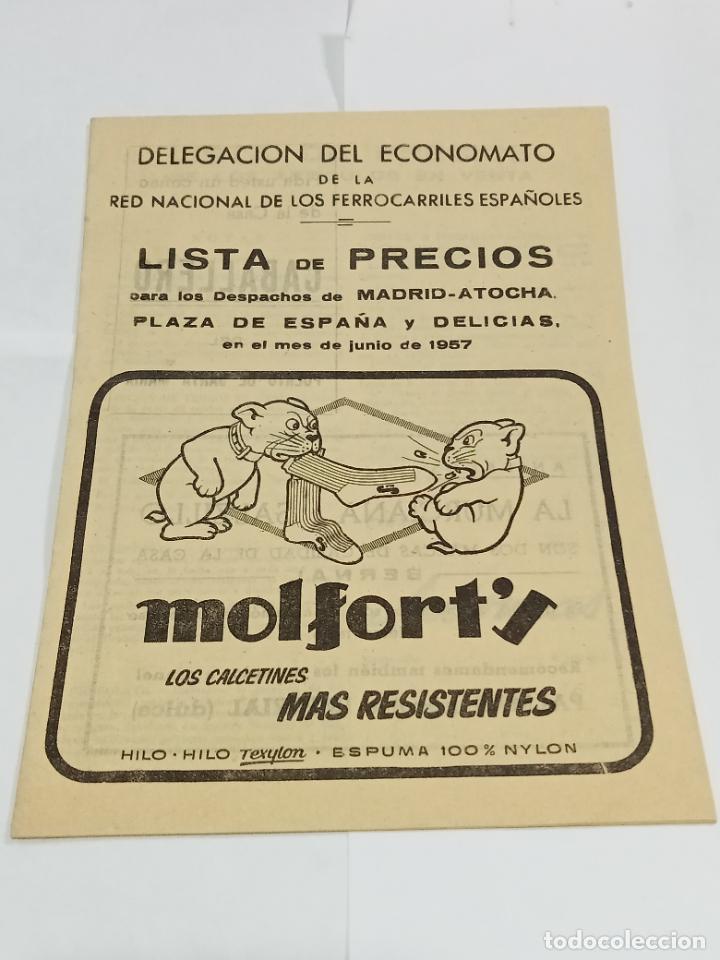 DELEGACION DEL ECONOMATO
DE LA
RED NACIONAL DE LOS FERROCARRILES ESPAÑOLES
LISTA DE PRECIOS
para los Despachos de MADRID-ATOCHA,
PLAZA DE ESPAÑA y DELICIAS,
en el mes de junio de 1957
molfort's
LOS CALCETINES
MAS RESISTENTES
HILO · HILO Texylon · ESPUMA 100% NYLON
todocoleccion